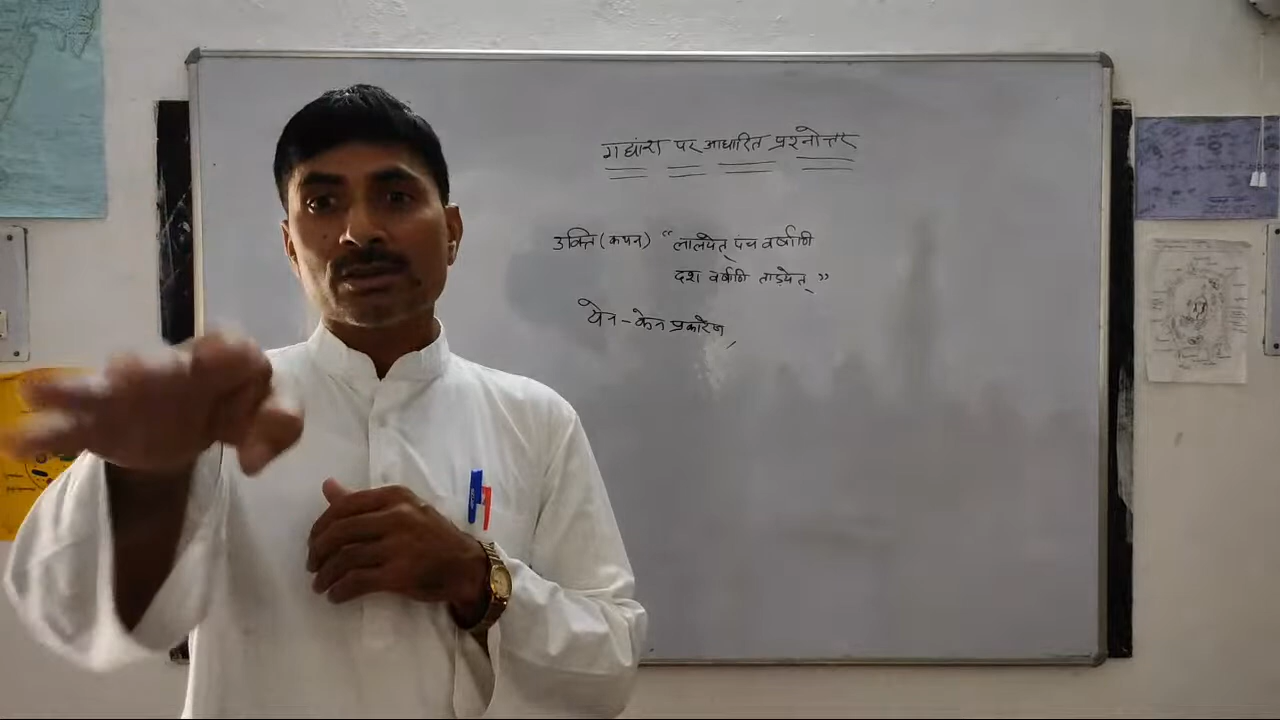 गद्यांश पर आधारित प्रश्नोत्तर
उक्ति (कथन) “लालयेत् पंच वर्षाणि
दश वर्षाणि ताड़येत् ”
येन-केन प्रकारेण,